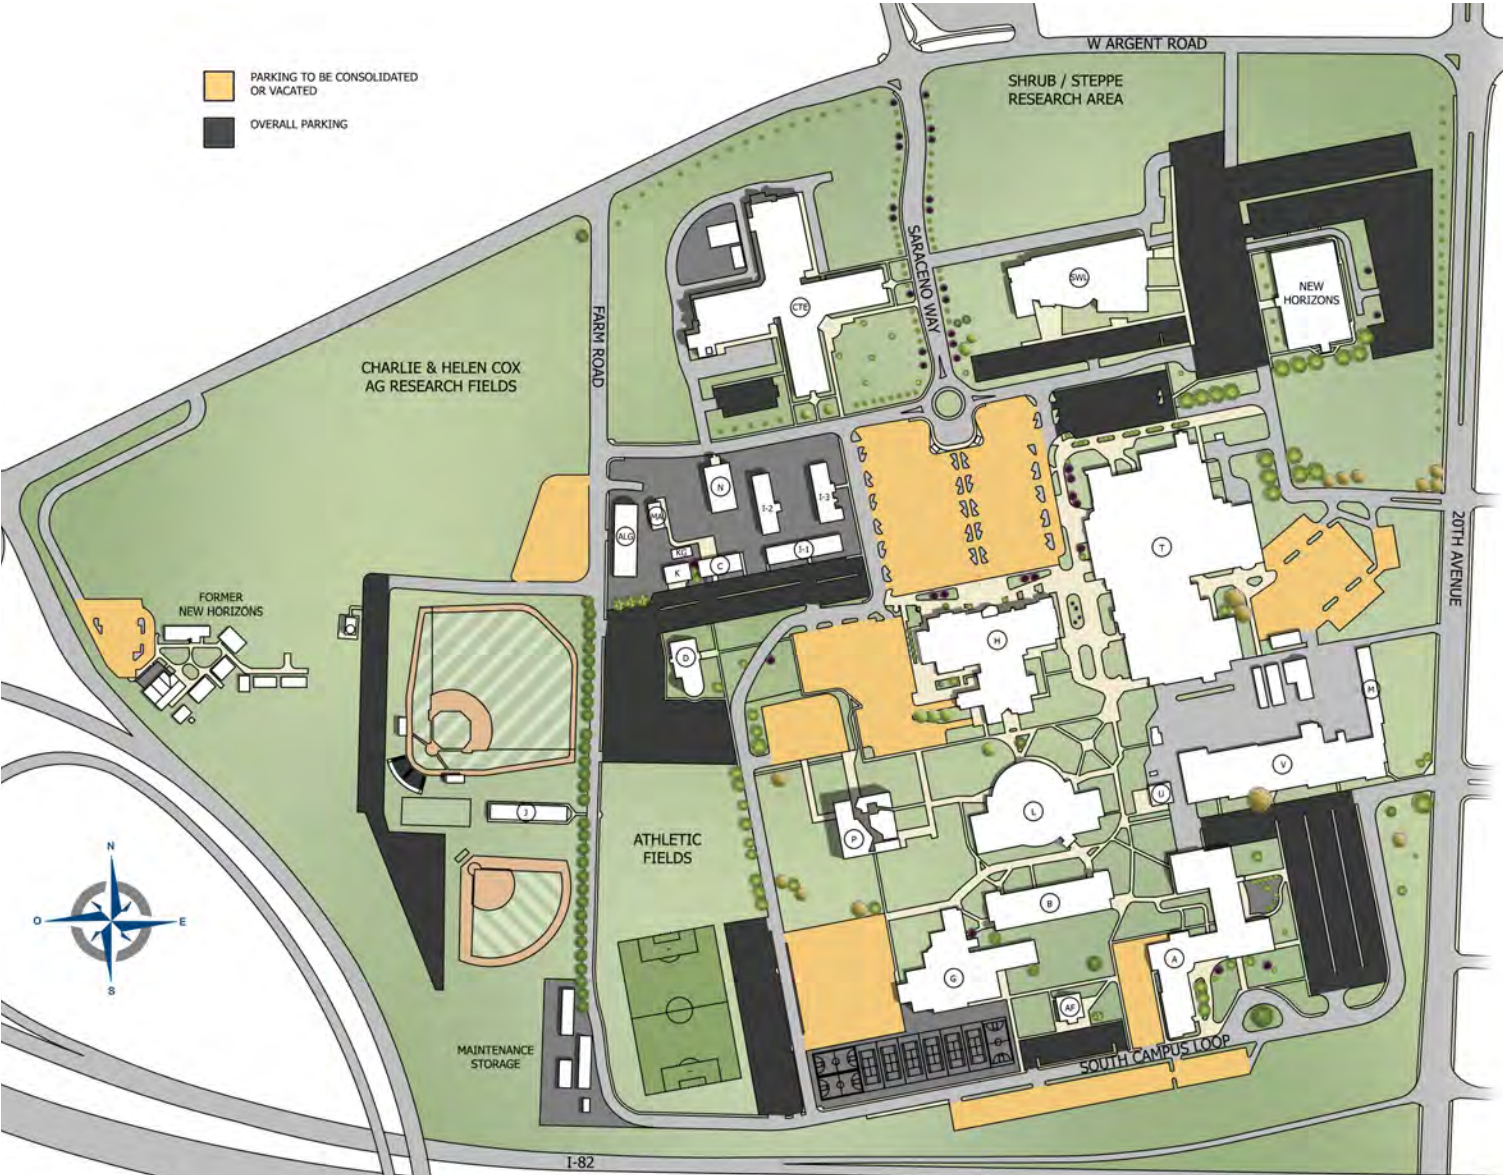 PARKING TO BE CONSOLIDATED
OR VACATED
OVERALL PARKING
W ARGENT ROAD
SHRUB / STEPPE
RESEARCH AREA
SARACENO WAY
SWL
NEW
HORIZONS
CTE
FARM ROAD
CHARLIE & HELEN COX
AG RESEARCH FIELDS
N
I-2
I-3
MA
ALG
KG
K
C
I-1
T
20TH AVENUE
FORMER
NEW HORIZONS
H
D
M
V
U
L
J
P
ATHLETIC
FIELDS
B
N
O
E
S
G
A
AF
MAINTENANCE
STORAGE
SOUTH CAMPUS LOOP
I-82